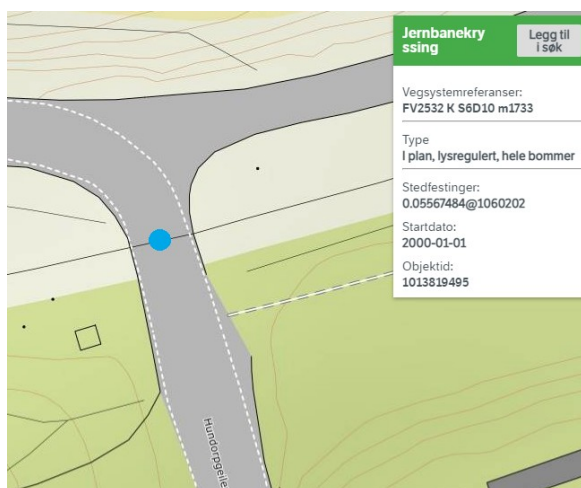 Jernbanekry
ssing
Legg til
i søk
Vegsystemreferanser:
FV2532 K S6D10 m1733
Type
I plan, lysregulert, hele bommer
Stedfestinger:
0.05567484@1060202
Startdato:
2000-01-01
Objektid:
1013819495
Hundorpgeile